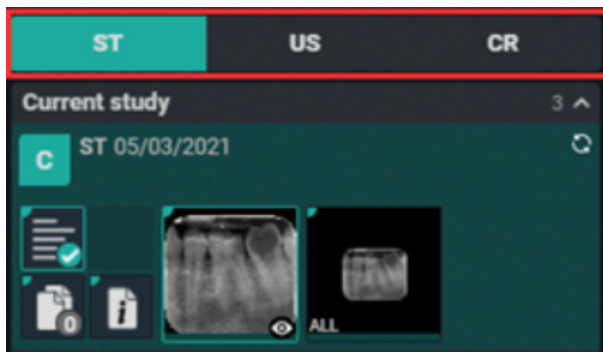 ST US CR
Current study 3
C ST 05/03/2021
0 i
ALL